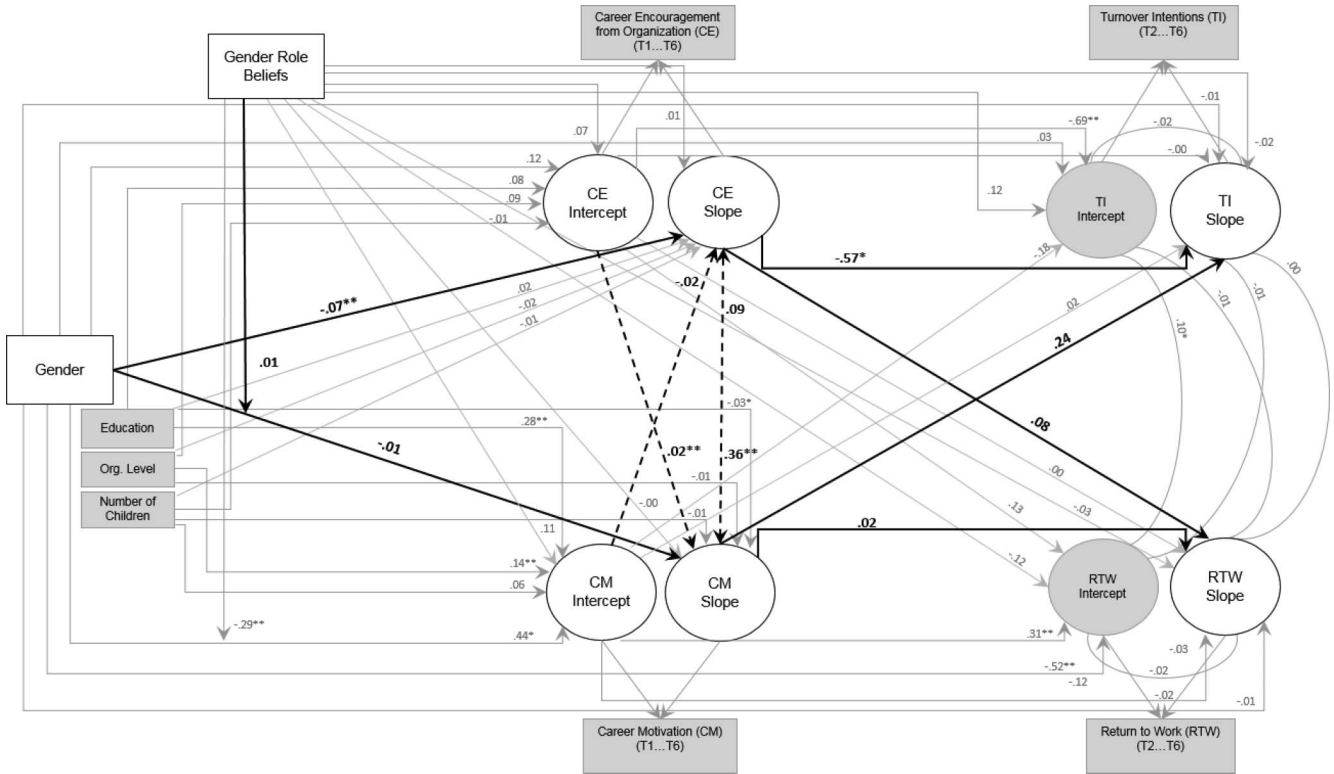 Career Encouragement
from Organization (CE)
(T1...T6)
Turnover Intentions (TI)
(T2...T6)
Gender Role
Beliefs
-.01
.07
.01
-.69**
-.02
.03
-.02
-.00
.12
.08
.09
-.01
.12
CE
Intercept
CE
Slope
TI
Intercept
TI
Slope
-.18
-.57*
.00
-.02
.02
-.02
-.01
-.07**
.09
.02
-.01
-.01
.10*
.24
.01
Gender
Education
Org. Level
Number of
Children
-.03*
.28**
-.01
.08
.02**
.36**
-.01
.00
-.00
-.01
.13
-.03
.11
.02
-.12
.14**
.06
CM
Intercept
CM
Slope
RTW
Intercept
RTW
Slope
-.29**
.44*
.31**
-.03
-.52**
-.12
-.02
-.02
-.01
Career Motivation (CM)
(T1...T6)
Return to Work (RTW)
(T2...T6)